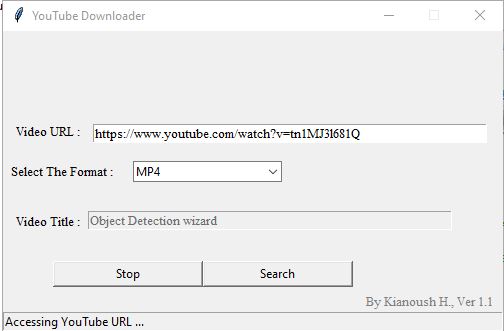 YouTube Downloader
Video URL : https://www.youtube.com/watch?v=tn1MJ3l681Q
Select The Format : MP4
Video Title : Object Detection wizard
Stop Search
By Kianoush H., Ver 1.1
Accessing YouTube URL ...